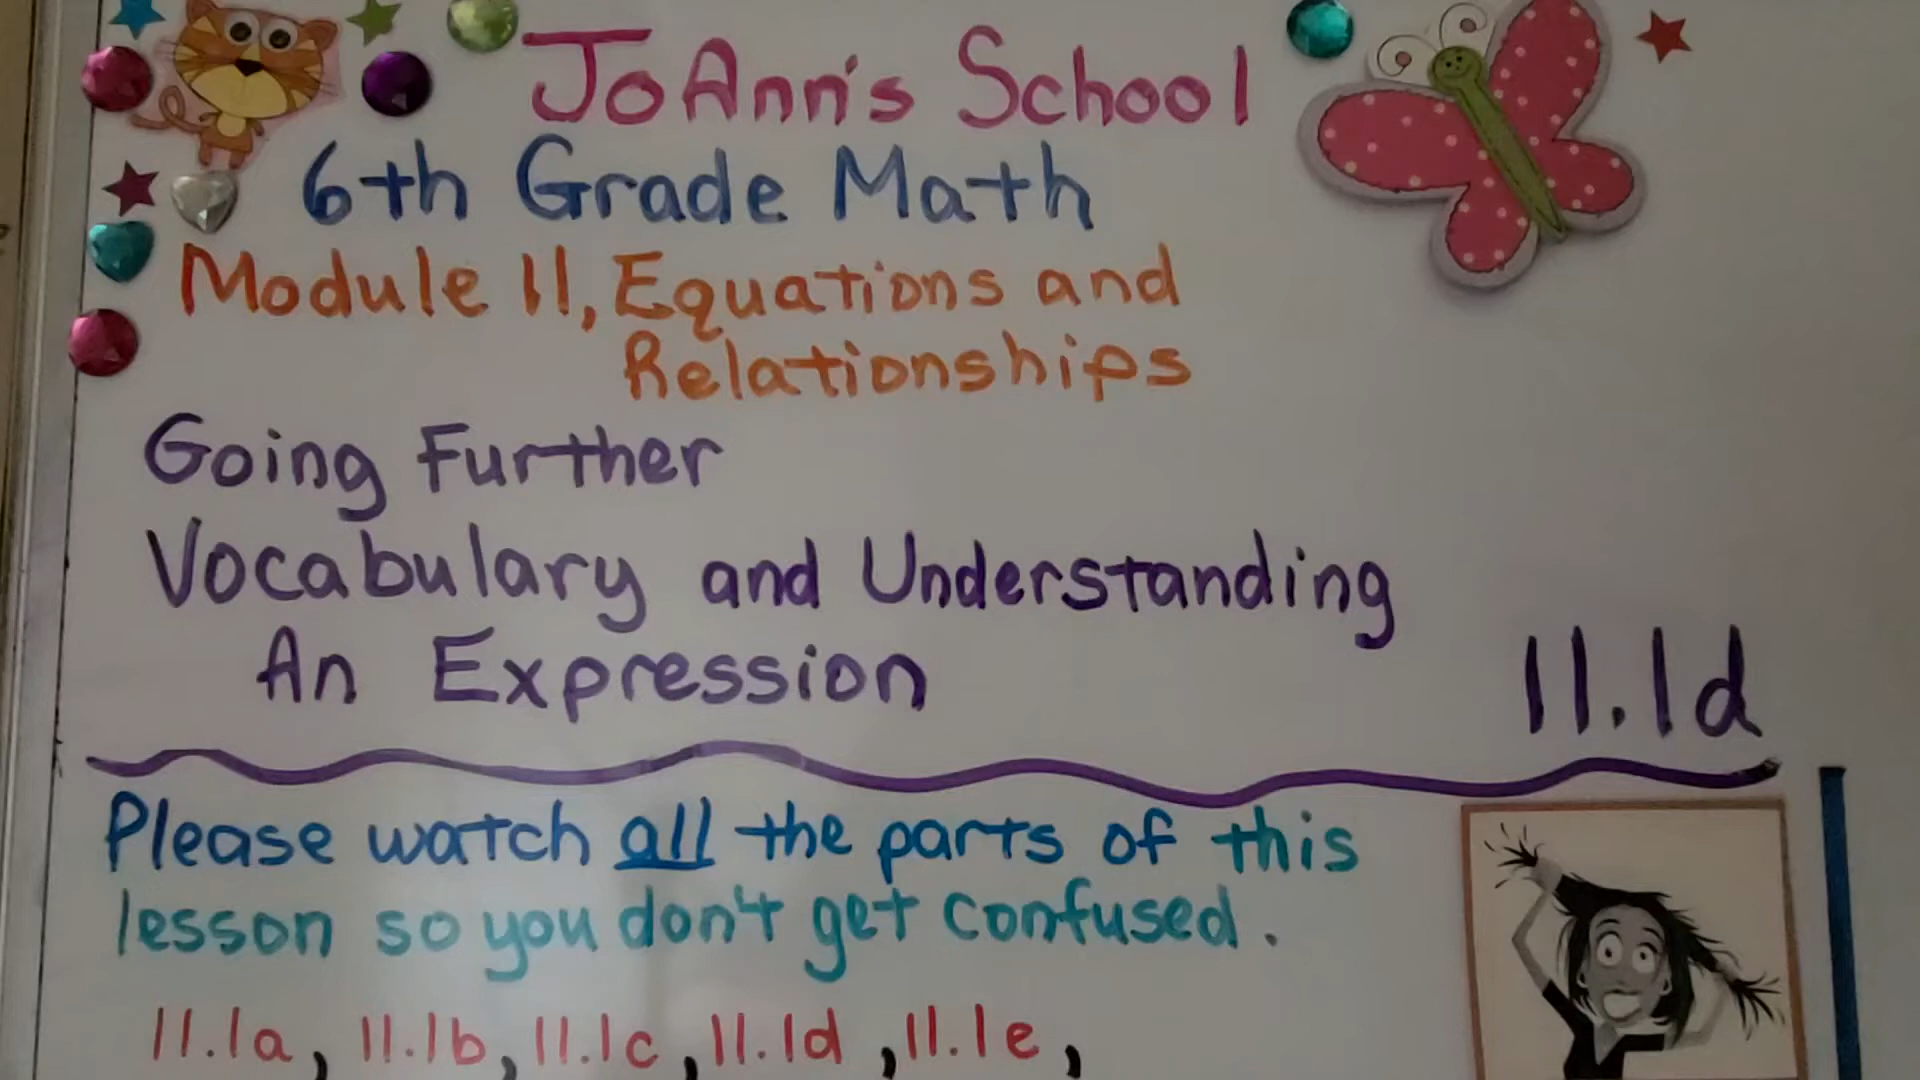 JoAnn's School
6th Grade Math
Module 11, Equations and
Relationships
Going Further
Vocabulary and Understanding
An Expression
11.1d
Please watch all the parts of this
lesson so you don't get confused.
11.1a, 11.1b, 11.1c, 11.1d, 11.1e,